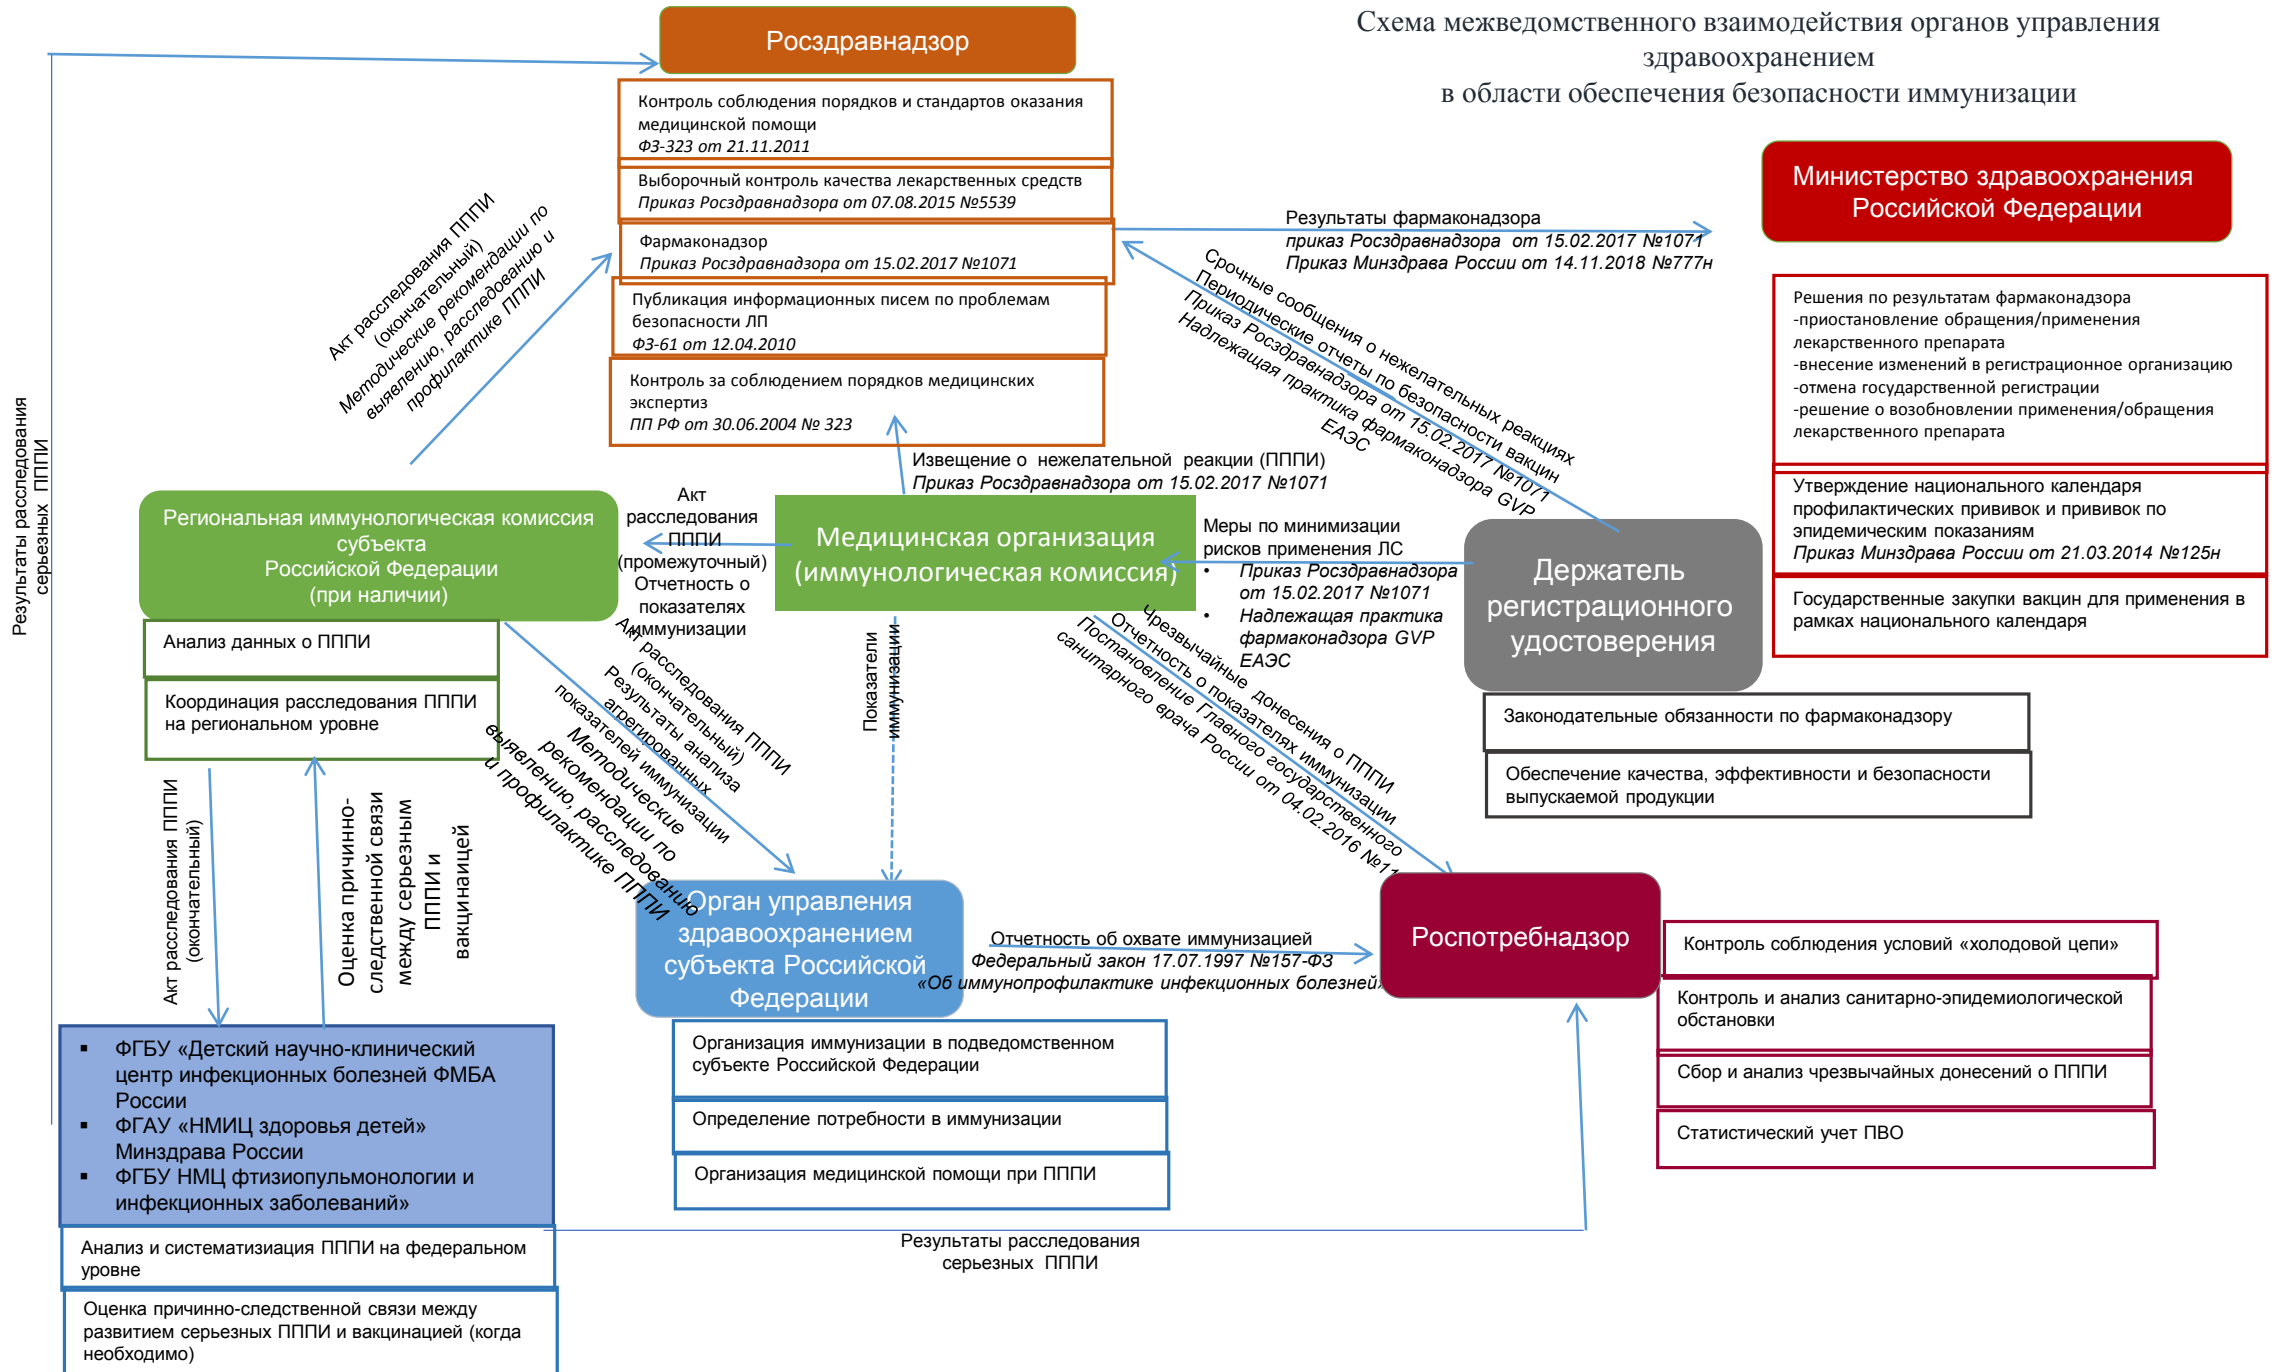 Схема межведомственного взаимодействия органов управления
здравоохранением
в области обеспечения безопасности иммунизации
Росздравнадзор
Контроль соблюдения порядков и стандартов оказания
медицинской помощи
ФЗ-323 от 21.11.2011
Выборочный контроль качества лекарственных средств
Приказ Росздравнадзора от 07.08.2015 №5539
Фармаконадзор
Приказ Росздравнадзора от 15.02.2017 №1071
Публикация информационных писем по проблемам
безопасности ЛП
ФЗ-61 от 12.04.2010
Контроль за соблюдением порядков медицинских
экспертиз
ПП РФ от 30.06.2004 № 323
Министерство здравоохранения
Российской Федерации
Решения по результатам фармаконадзора
-приостановление обращения/применения
лекарственного препарата
-внесение изменений в регистрационное организацию
-отмена государственной регистрации
-решение о возобновлении применения/обращения
лекарственного препарата
Утверждение национального календаря
профилактических прививок и прививок по
эпидемическим показаниям
Приказ Минздрава России от 21.03.2014 №125н
Государственные закупки вакцин для применения в
рамках национального календаря
Результаты фармаконадзора
приказ Росздравнадзора от 15.02.2017 №1071
Приказ Минздрава России от 14.11.2018 №777н
Срочные сообщения о нежелательных реакциях
Периодические отчеты по безопасности вакцин
Приказ Росздравнадзора от 15.02.2017 №1071
Надлежащая практика фармаконадзора GVP
ЕАЭС
Акт расследования ПППИ
(окончательный)
Методические рекомендации по
выявлению, расследованию и
профилактике ПППИ
Результаты расследования
серьезных ПППИ
Извещение о нежелательной реакции (ПППИ)
Приказ Росздравнадзора от 15.02.2017 №1071
Региональная иммунологическая комиссия
субъекта
Российской Федерации
(при наличии)
Анализ данных о ПППИ
Координация расследования ПППИ
на региональном уровне
Акт
расследования
ПППИ
(промежуточный)
Отчетность о
показателях
иммунизации
Медицинская организация
(иммунологическая комиссия)
Меры по минимизации
рисков применения ЛС
• Приказ Росздравнадзора
от 15.02.2017 №1071
• Надлежащая практика
фармаконадзора GVP
ЕАЭС
Держатель
регистрационного
удостоверения
Законодательные обязанности по фармаконадзору
Обеспечение качества, эффективности и безопасности
выпускаемой продукции
Акт расследования ПППИ
(окончательный)
Результаты анализа
агрегированных
показателей иммунизации
Методические
рекомендации по
выявлению, расследованию
и профилактике ПППИ
Показатели
иммунизации
Чрезвычайные донесения о ПППИ
Отчетность о показателях иммунизации
Постановление Главного государственного
санитарного врача России от 04.02.2016 №11
Акт расследования ПППИ
(окончательный)
Оценка причинно-
следственной связи
между серьезным
ПППИ и
вакцинаицей
Орган управления
здравоохранением
субъекта Российской
Федерации
Организация иммунизации в подведомственном
субъекте Российской Федерации
Определение потребности в иммунизации
Организация медицинской помощи при ПППИ
Отчетность об охвате иммунизацией
Федеральный закон 17.07.1997 №157-ФЗ
«Об иммунопрофилактике инфекционных болезней»
Роспотребнадзор
Контроль соблюдения условий «холодовой цепи»
Контроль и анализ санитарно-эпидемиологической
обстановки
Сбор и анализ чрезвычайных донесений о ПППИ
Статистический учет ПВО
▪ ФГБУ «Детский научно-клинический
центр инфекционных болезней ФМБА
России
▪ ФГАУ «НМИЦ здоровья детей»
Минздрава России
▪ ФГБУ НМЦ фтизиопульмонологии и
инфекционных заболеваний»
Анализ и систематизиация ПППИ на федеральном
уровне
Оценка причинно-следственной связи между
развитием серьезных ПППИ и вакцинацией (когда
необходимо)
Результаты расследования
серьезных ПППИ